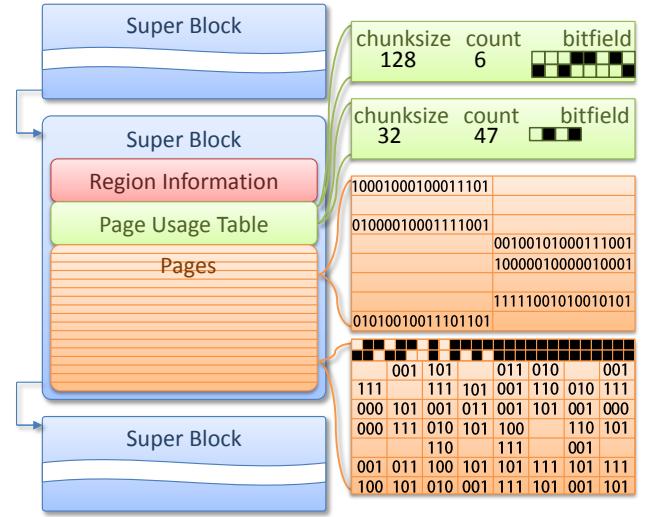 Super Block
Super Block
Region Information
Page Usage Table
Pages
Super Block
chunksize count bitfield
128 6
chunksize count bitfield
32 47
10001000100011101
01000010001111001
001001010001110​01
10000010000010001
11111001010010101
01010010011101101
001 101 011 010 001
111 111 101 001 110 010 111
000 101 001 011 001 101 001 000
000 111 010 101 100 110 101
110 111 001
001 011 100 101 101 111 101 111
100 101 010 001 111 101 001 101